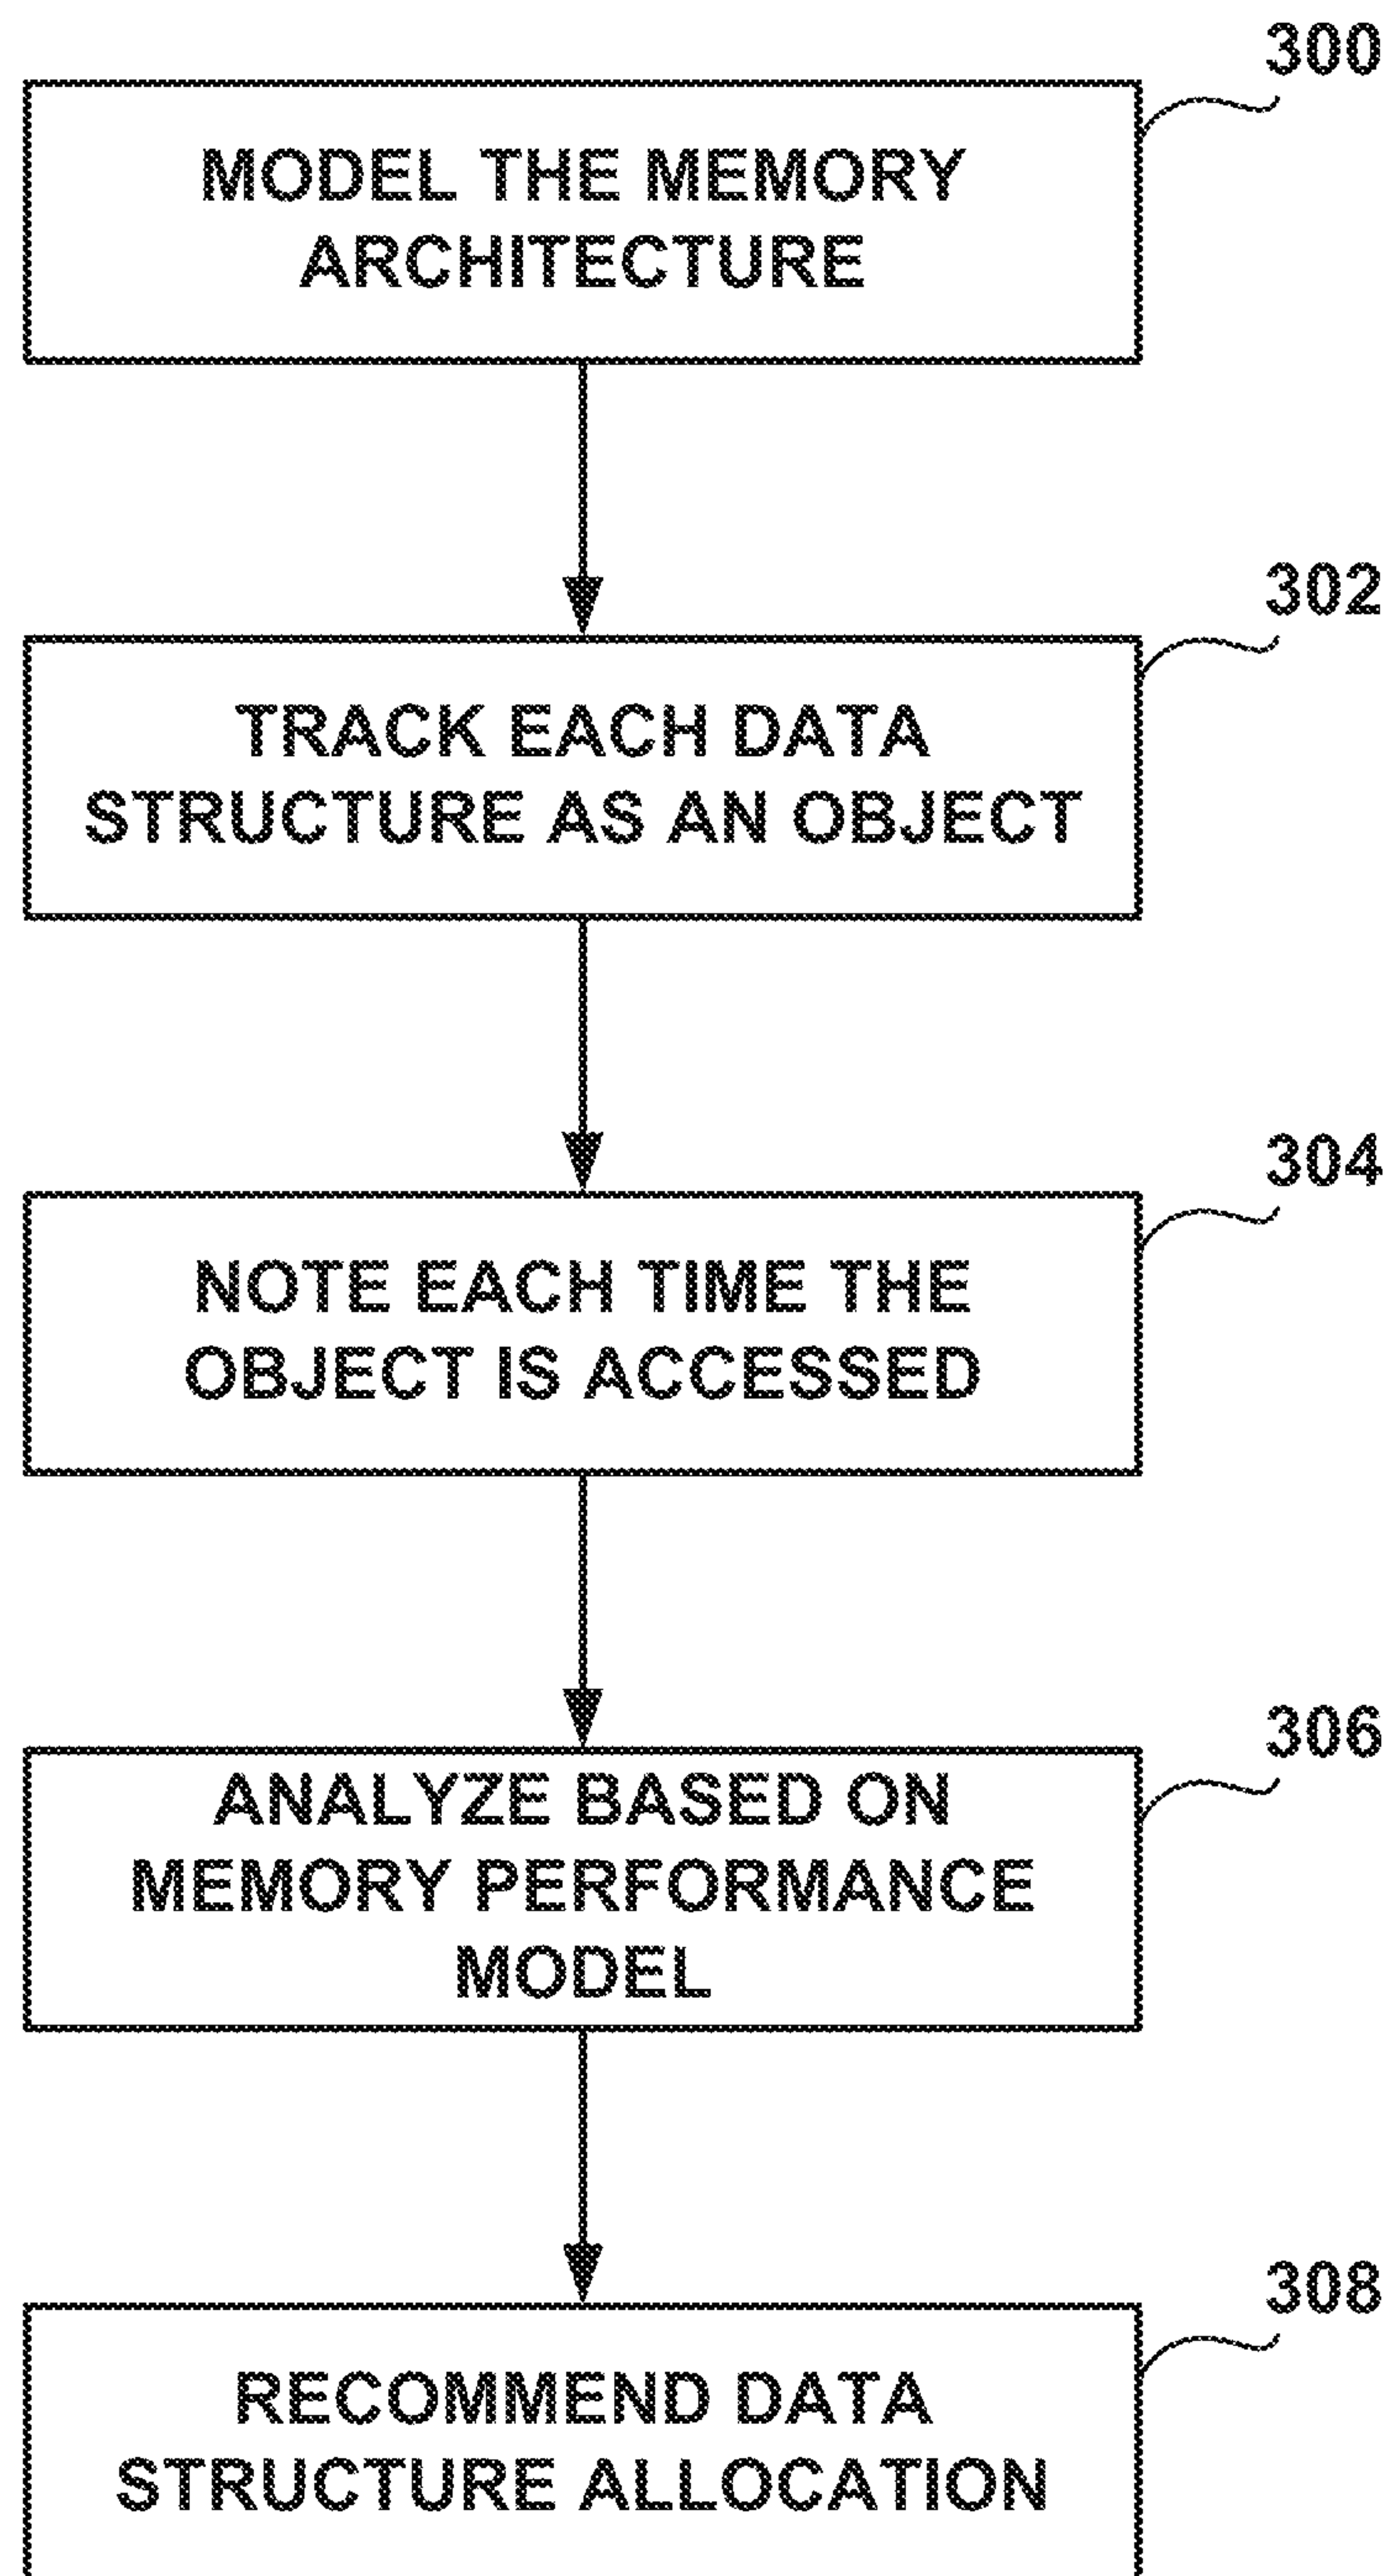 300
MODEL THE MEMORY
ARCHITECTURE
302
TRACK EACH DATA
STRUCTURE AS AN OBJECT
304
NOTE EACH TIME THE
OBJECT IS ACCESSED
306
ANALYZE BASED ON
MEMORY PERFORMANCE
MODEL
308
RECOMMEND DATA
STRUCTURE ALLOCATION